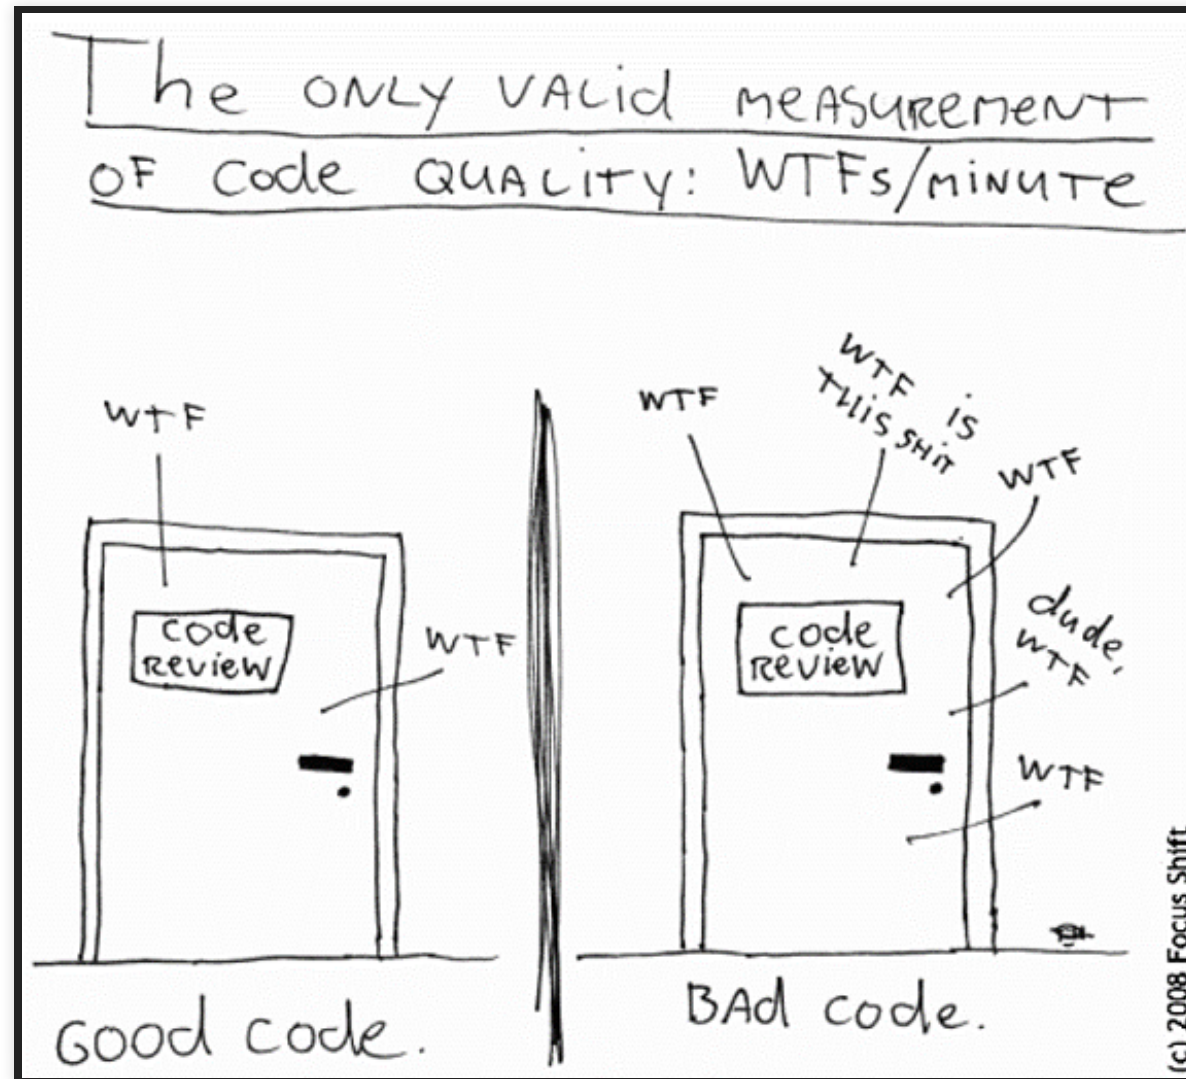 The ONLY VALid MEASUREMENT
OF Code QUALITY: WTFs/MINUTE
WTF
Code
REVIEW
WTF
GOOD Code.
WTF
WTF IS
THIS SHIT
WTF
dude,
WTF
WTF
CODE
REVIEW
BAd Code.
(c) 2008 Focus Shift